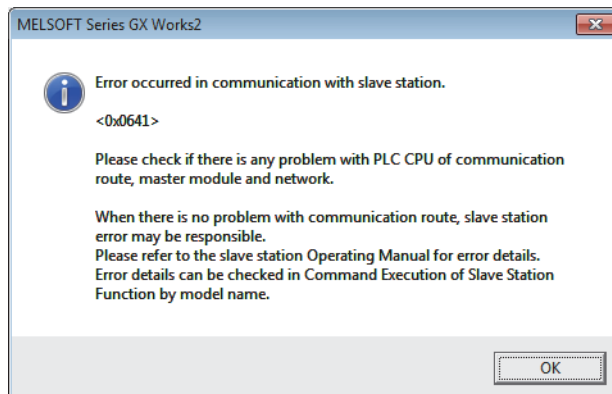 MELSOFT Series GX Works2
Error occurred in communication with slave station.
<0x0641>
Please check if there is any problem with PLC CPU of communication
route, master module and network.
When there is no problem with communication route, slave station
error may be responsible.
Please refer to the slave station Operating Manual for error details.
Error details can be checked in Command Execution of Slave Station
Function by model name.
OK